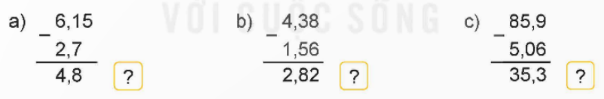 VỚI CUỘC SỐNG
a) 6,15 b) 4,38 c) 85,9
- - -
2,7 1,56 5,06
4,8 ? 2,82 ? 35,3 ?